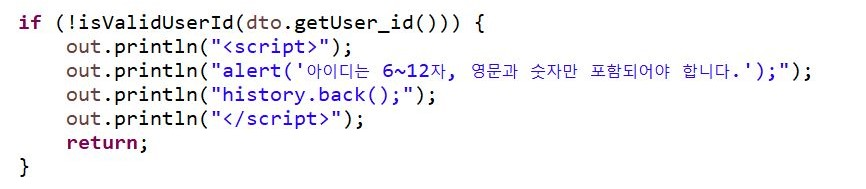 if (!isValidUserId(dto.getUser_id())) {
    out.println("<script>");
    out.println("alert('아이디는 6~12자, 영문과 숫자만 포함되어야 합니다.');");
    out.println("history.back();");
    out.println("</script>");
    return;
}